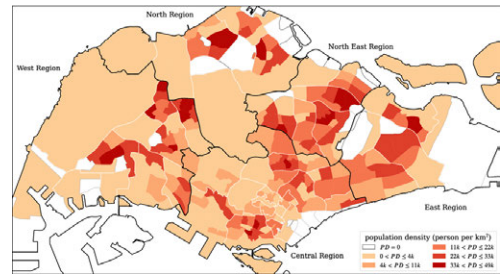 North Region
North East Region
West Region
East Region
Central Region
population density (person per km²)
PD = 0
0 < PD ≤ 4k
4k < PD ≤ 11k
11k < PD ≤ 22k
22k < PD ≤ 33k
33k < PD ≤ 49k